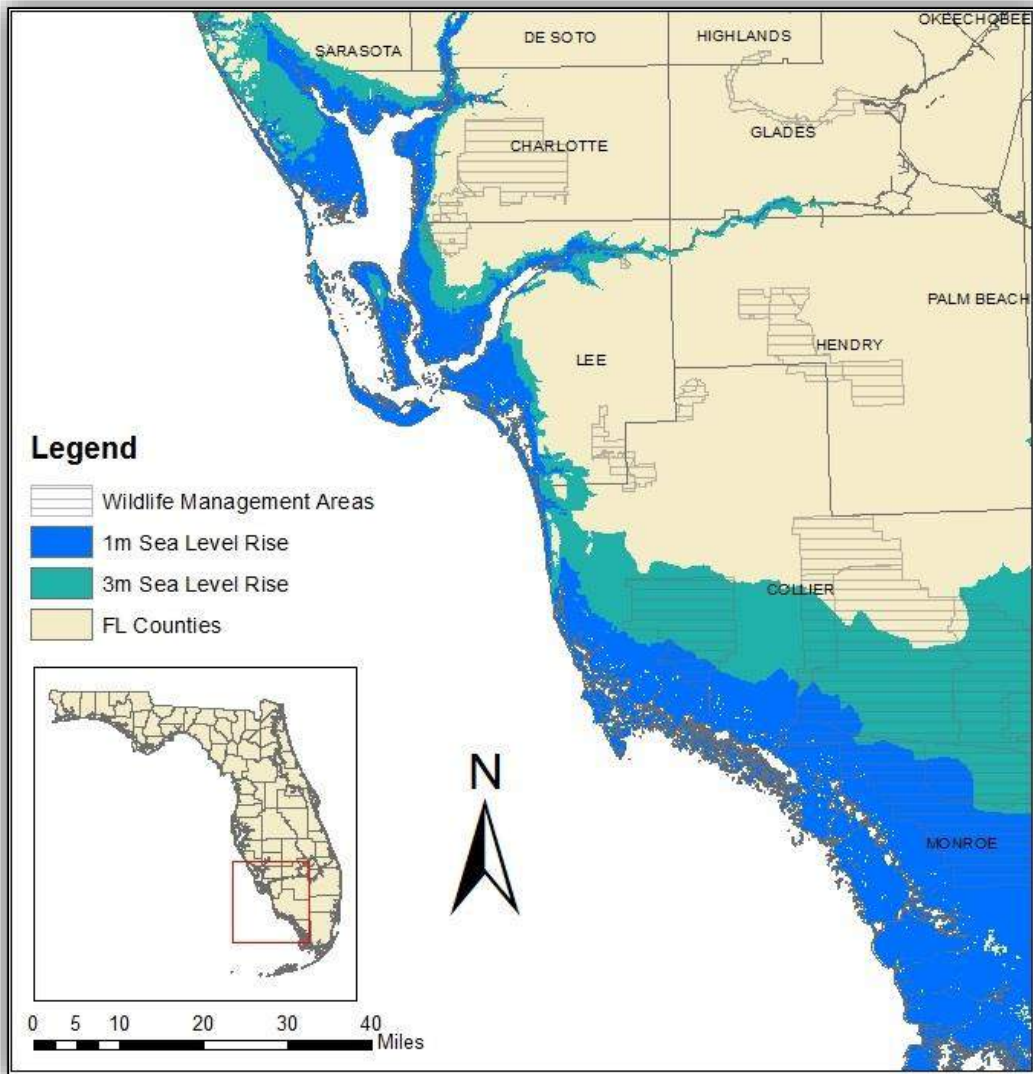 OKEECHOBEE
SARASOTA
DE SOTO
HIGHLANDS
CHARLOTTE
GLADES
PALM BEACH
LEE
HENDRY
COLLIER
MONROE
Legend
Wildlife Management Areas
1m Sea Level Rise
3m Sea Level Rise
FL Counties
N
0 5 10 20 30 40
Miles